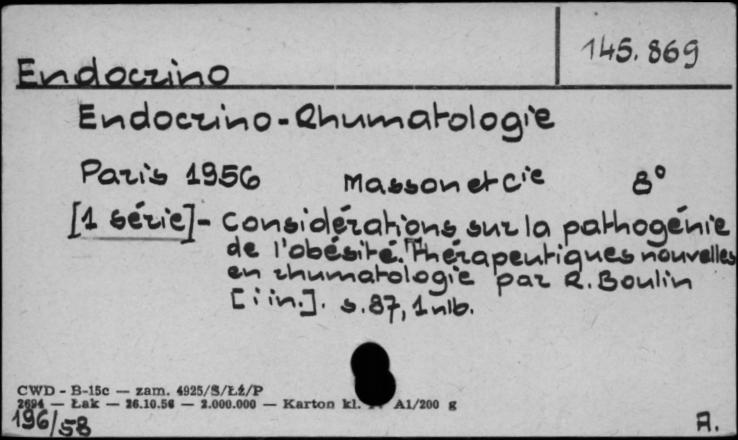 145.869
Endocrino
Endocrino-Rhumatologie
Paris 1956 Masson et Cie 8°
[1 série] - Considérations sur la pathogénie
de l'obésité. Thérapeutiques nouvelles
en rhumatologie par R. Boulin
[i in.]. s. 87, 1 nlb.
CWD - B-15c — zam. 4925/S/ŁŻ/P
2694 — Łak — 26.10.56 — 2.000.000 — Karton kl. A1/200 g
196/58
A.